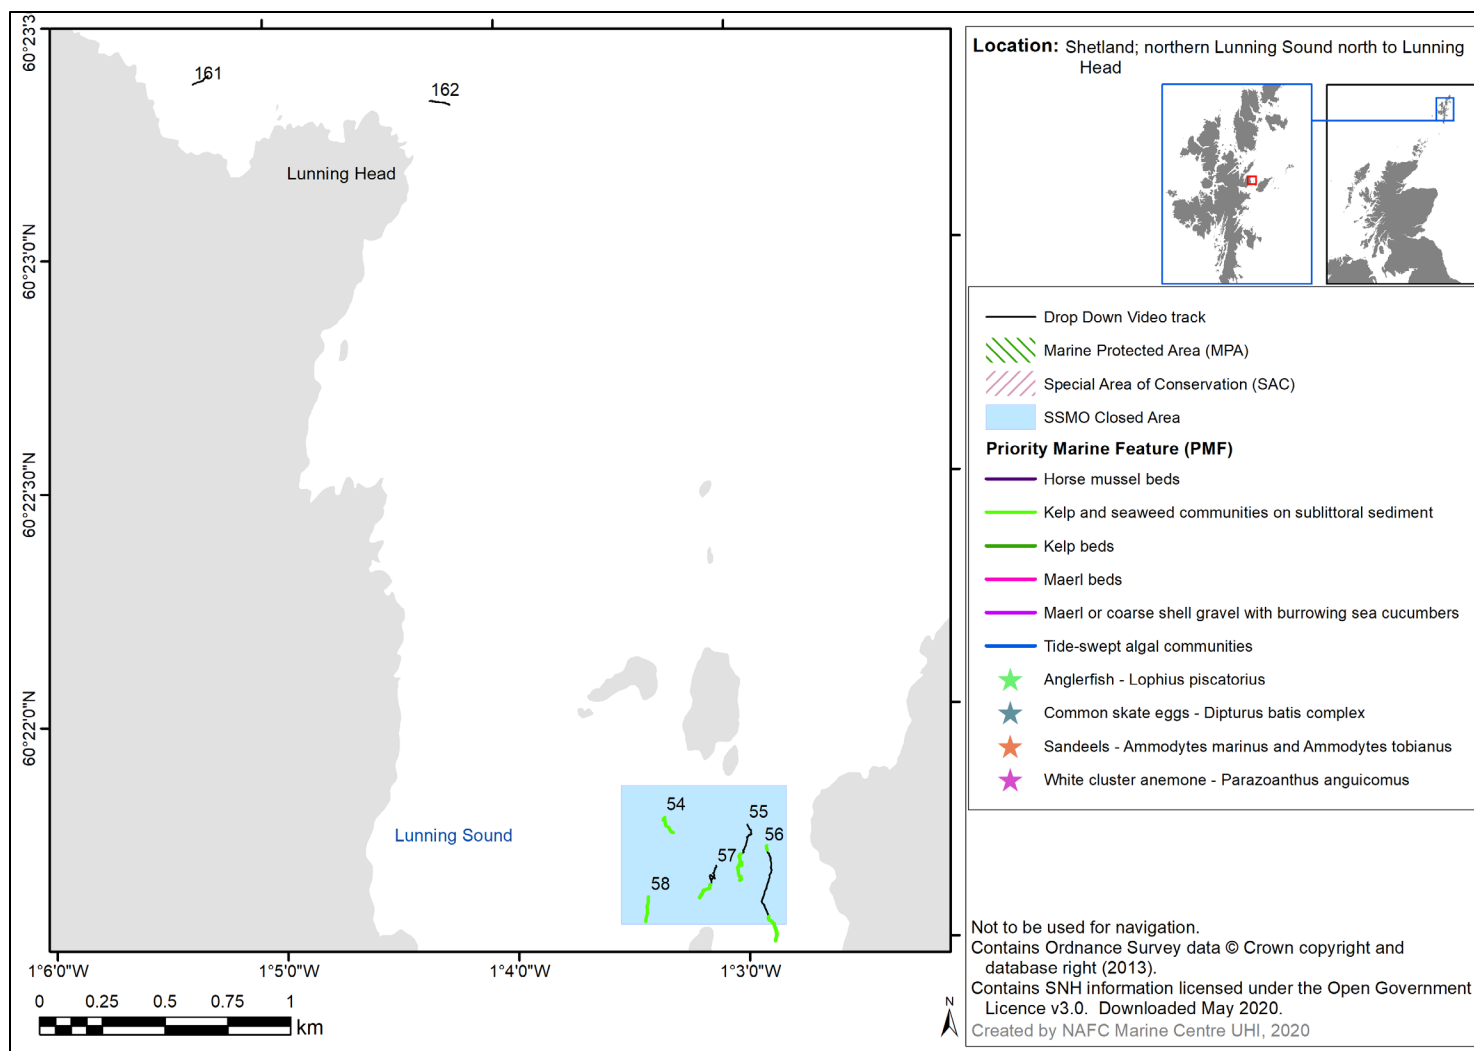 60°23'3
161
162
Lunning Head
60°23'0"N
60°22'30"N
60°22'0"N
54
55
56
57
58
Lunning Sound
1°6'0"W
1°5'0"W
1°4'0"W
1°3'0"W
0
0.25
0.5
0.75
1
km
N
Location: Shetland; northern Lunning Sound north to Lunning
Head
Drop Down Video track
Marine Protected Area (MPA)
Special Area of Conservation (SAC)
SSMO Closed Area
Priority Marine Feature (PMF)
Horse mussel beds
Kelp and seaweed communities on sublittoral sediment
Kelp beds
Maerl beds
Maerl or coarse shell gravel with burrowing sea cucumbers
Tide-swept algal communities
Anglerfish - Lophius piscatorius
Common skate eggs - Dipturus batis complex
Sandeels - Ammodytes marinus and Ammodytes tobianus
White cluster anemone - Parazoanthus anguicomus
Not to be used for navigation.
Contains Ordnance Survey data © Crown copyright and
database right (2013).
Contains SNH information licensed under the Open Government
Licence v3.0.  Downloaded May 2020.
Created by NAFC Marine Centre UHI, 2020